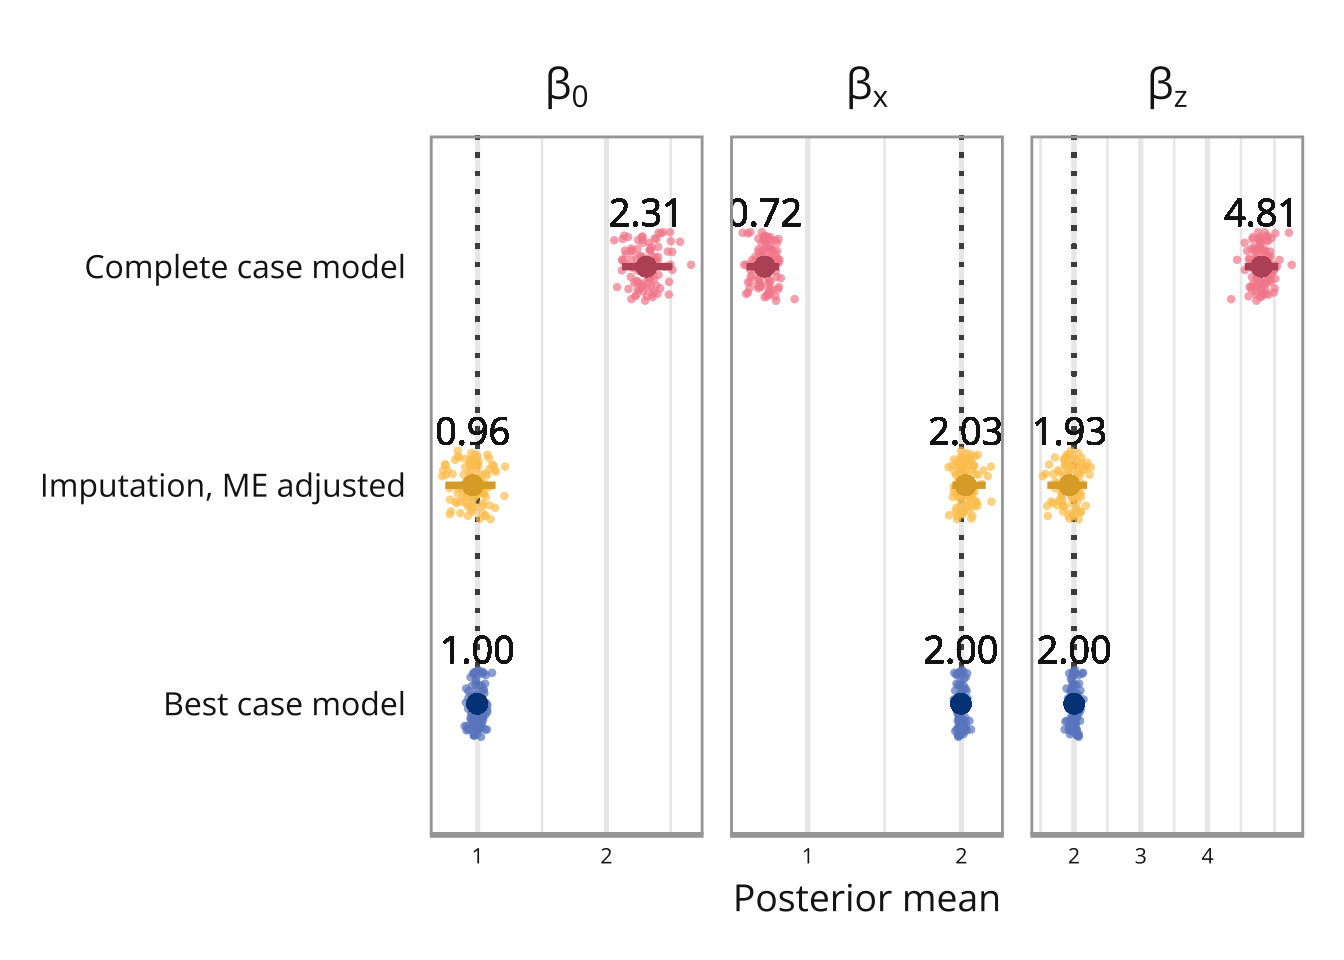 β0 βx βz
2.31 0.72 4.81
Complete case model
0.96 2.03 1.93
Imputation, ME adjusted
1.00 2.00 2.00
Best case model
1 2 1 2 2 3 4
Posterior mean